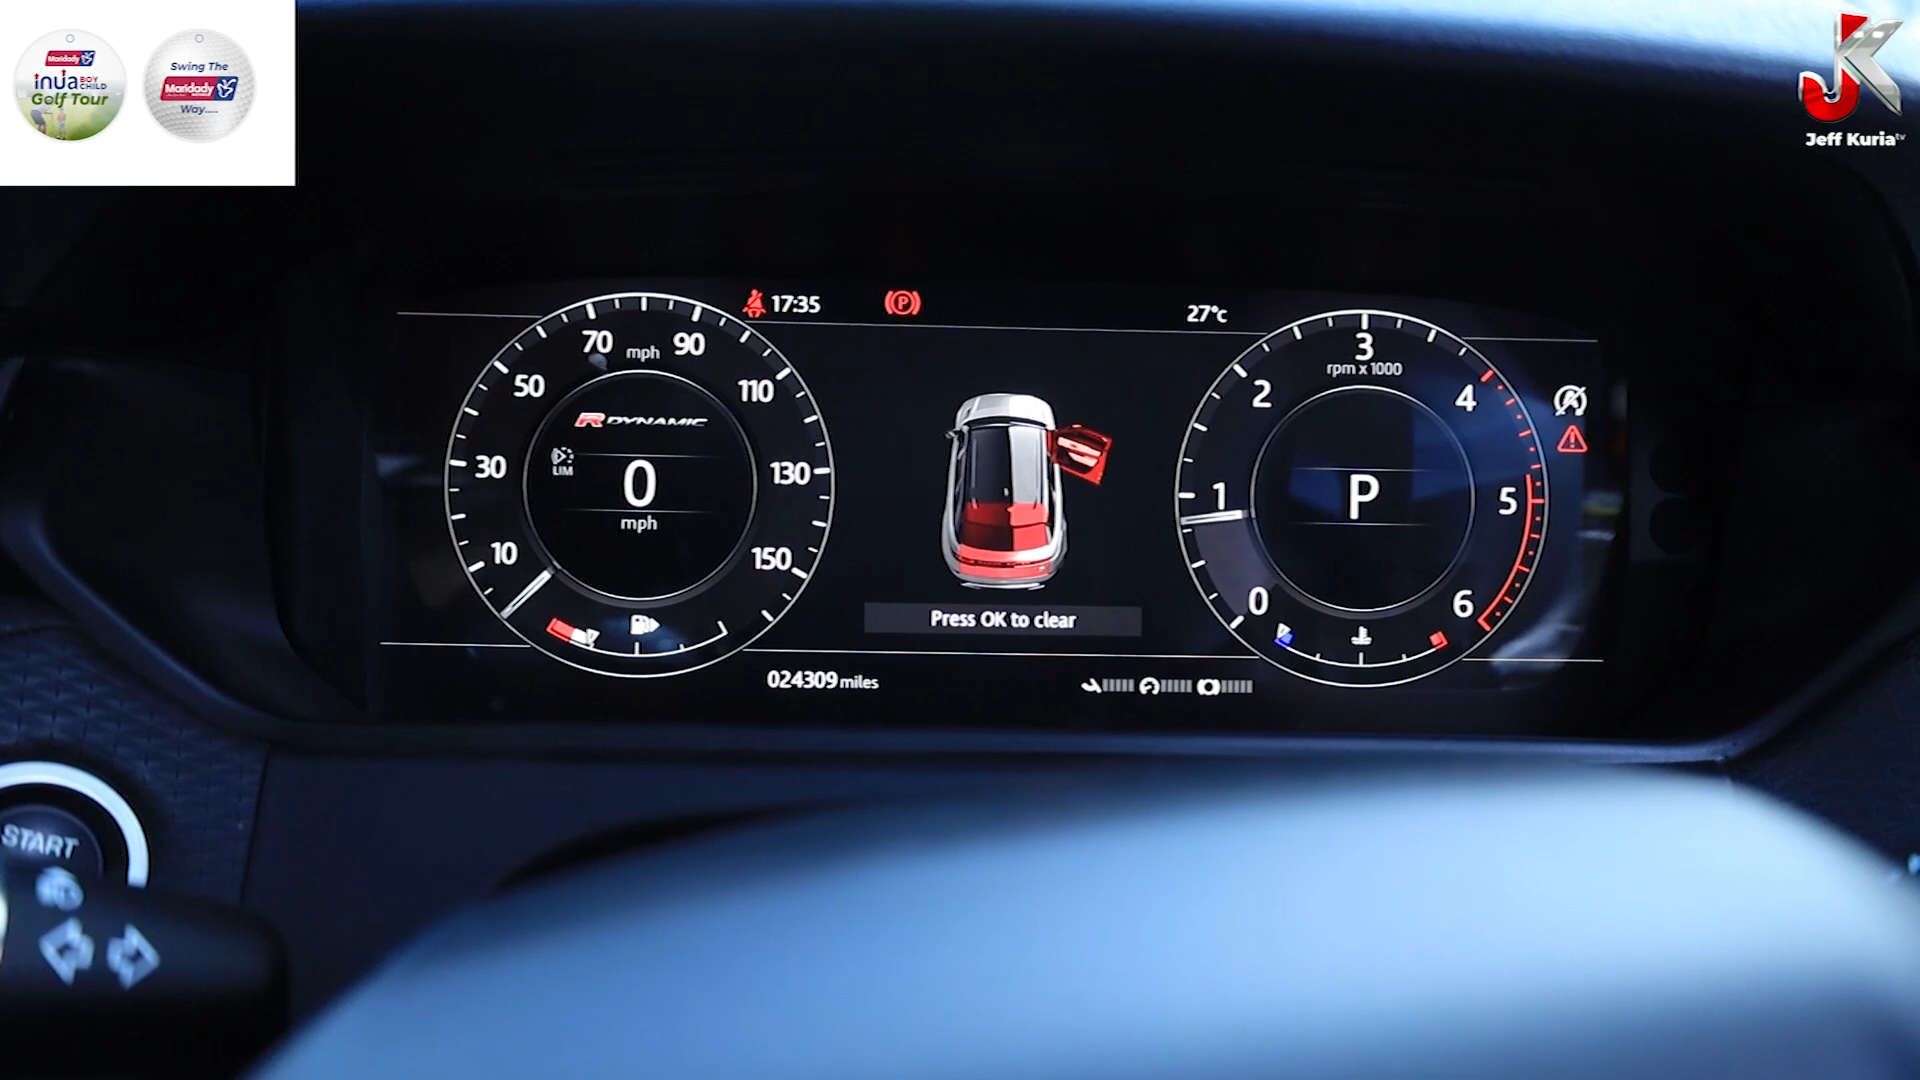 Maridady
inua BOY CHILD
Golf Tour
Swing The
Maridady
Way....
JK
Jeff Kuria tv
17:35
P
27°c
10
30
50
70
mph
90
110
130
150
R DYNAMIC
LIM
0
mph
Press OK to clear
024309 miles
0
1
2
3
4
5
6
rpm x 1000
P
A
START